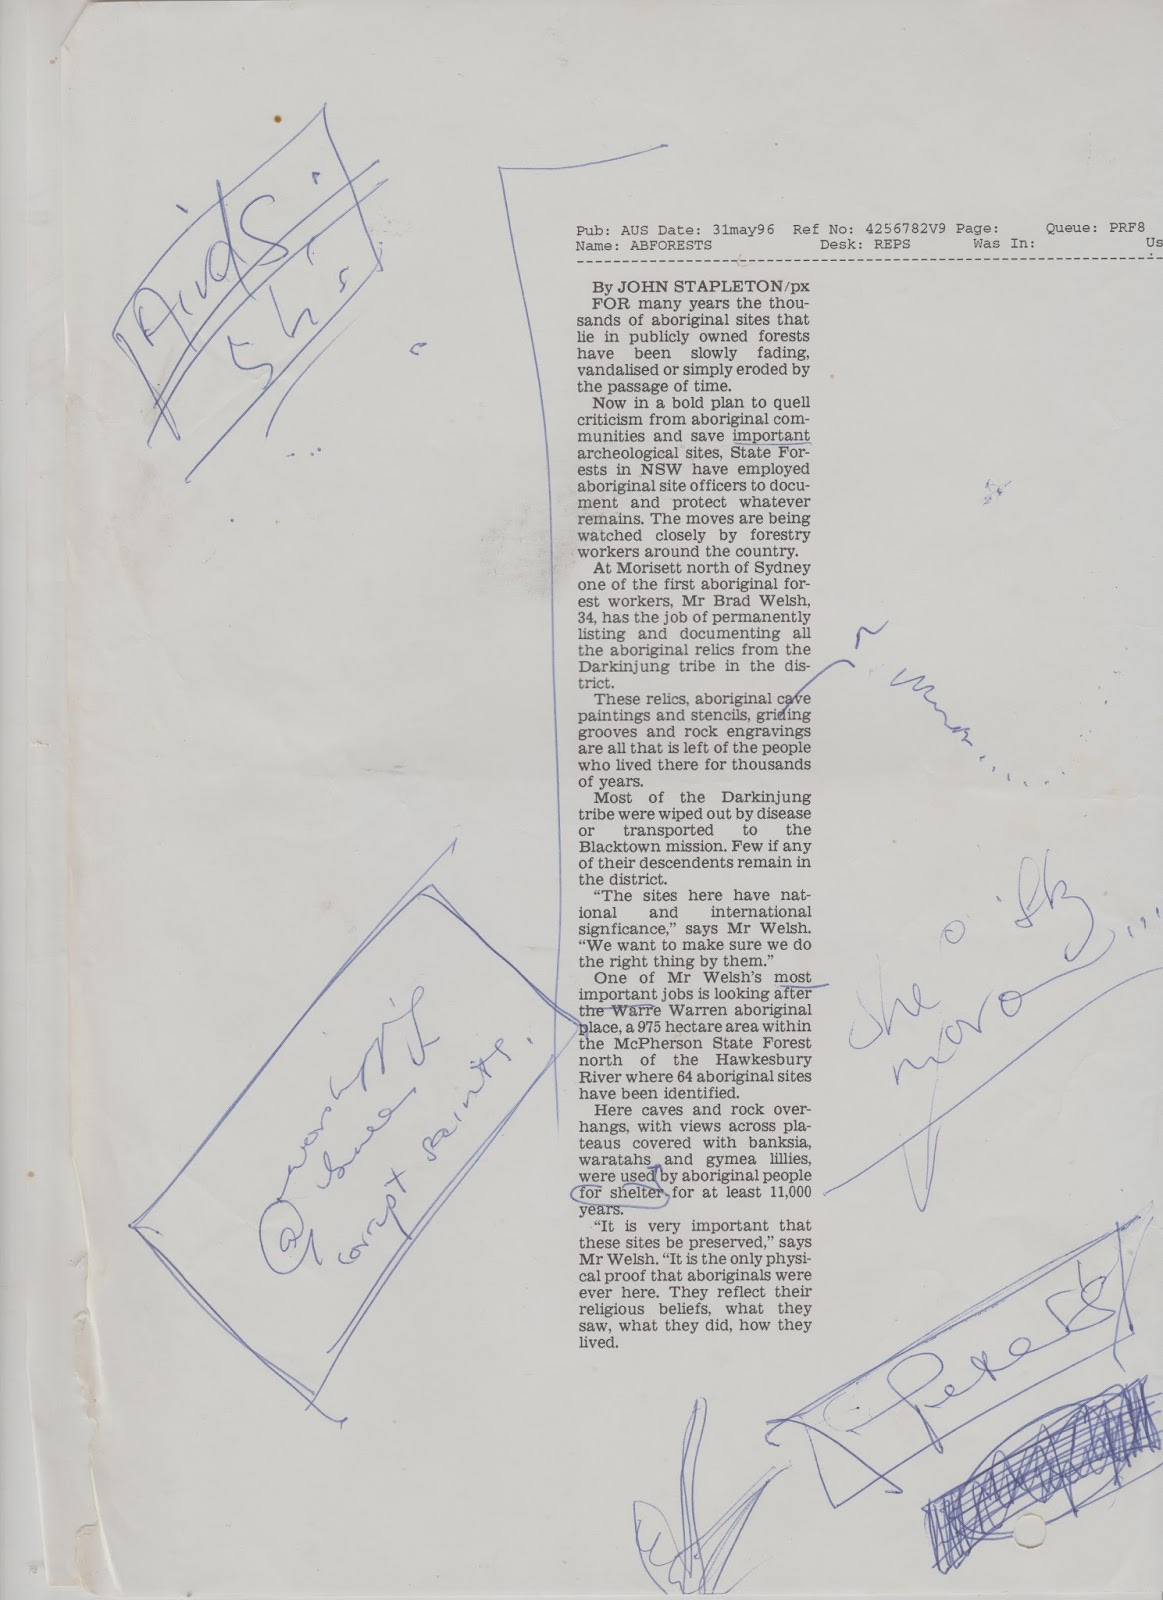 Pub: AUS Date: 31may96 Ref No: 4256782V9 Page: Queue: PRF8
Name: ABFORESTS Desk: REPS Was In: Us
By JOHN STAPLETON/px
FOR many years the thou-
sands of aboriginal sites that
lie in publicly owned forests
have been slowly fading,
vandalised or simply eroded by
the passage of time.
Now in a bold plan to quell
criticism from aboriginal com-
munities and save important
archeological sites, State For-
ests in NSW have employed
aboriginal site officers to docu-
ment and protect whatever
remains. The moves are being
watched closely by forestry
workers around the country.
At Morisett north of Sydney
one of the first aboriginal for-
est workers, Mr Brad Welsh,
34, has the job of permanently
listing and documenting all
the aboriginal relics from the
Darkinjung tribe in the dis-
trict.
These relics, aboriginal cave
paintings and stencils, griding
grooves and rock engravings
are all that is left of the people
who lived there for thousands
of years.
Most of the Darkinjung
tribe were wiped out by disease
or transported to the
Blacktown mission. Few if any
of their descendents remain in
the district.
“The sites here have nat-
ional and international
signficance,” says Mr Welsh.
“We want to make sure we do
the right thing by them.”
One of Mr Welsh’s most
important jobs is looking after
the Warre Warren aboriginal
place, a 975 hectare area within
the McPherson State Forest
north of the Hawkesbury
River where 64 aboriginal sites
have been identified.
Here caves and rock over-
hangs, with views across pla-
teaus covered with banksia,
waratahs and gymea lillies,
were used by aboriginal people
for shelter for at least 11,000
years.
“It is very important that
these sites be preserved,” says
Mr Welsh. “It is the only physi-
cal proof that aboriginals were
ever here. They reflect their
religious beliefs, what they
saw, what they did, how they
lived.
corrupt saints.
she